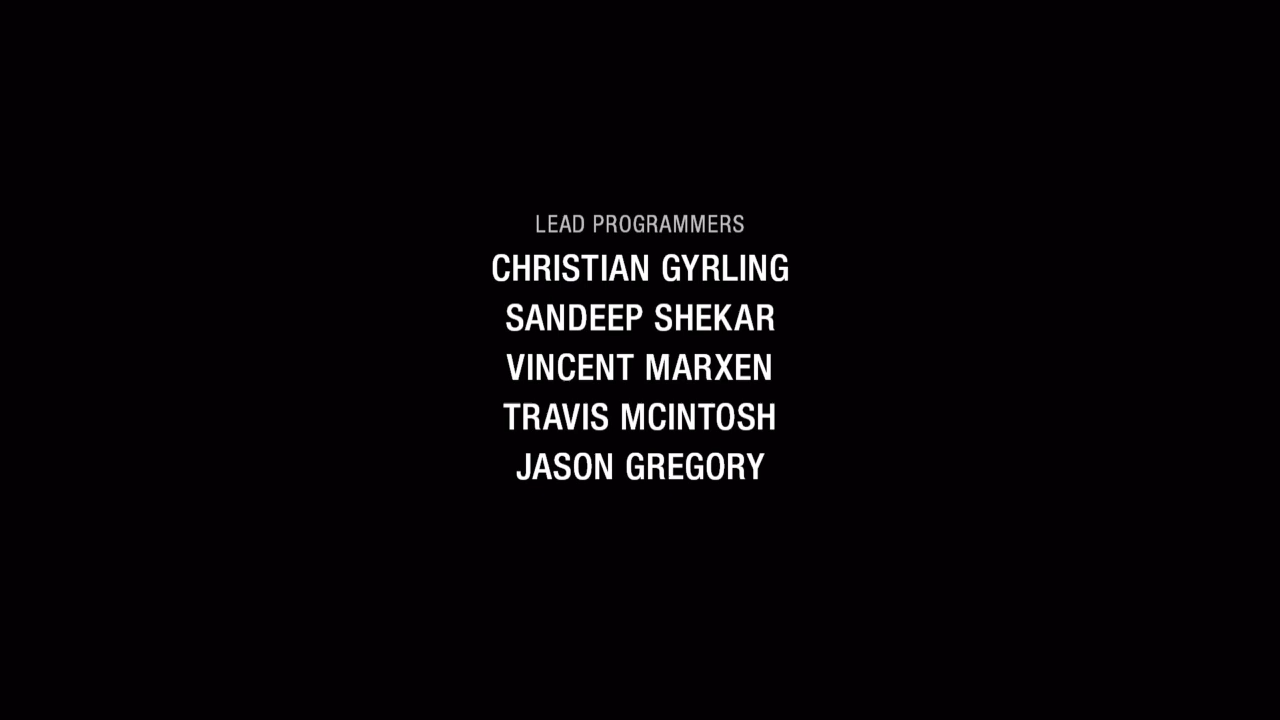 LEAD PROGRAMMERS
CHRISTIAN GYRLING
SANDEEP SHEKAR
VINCENT MARXEN
TRAVIS MCINTOSH
JASON GREGORY